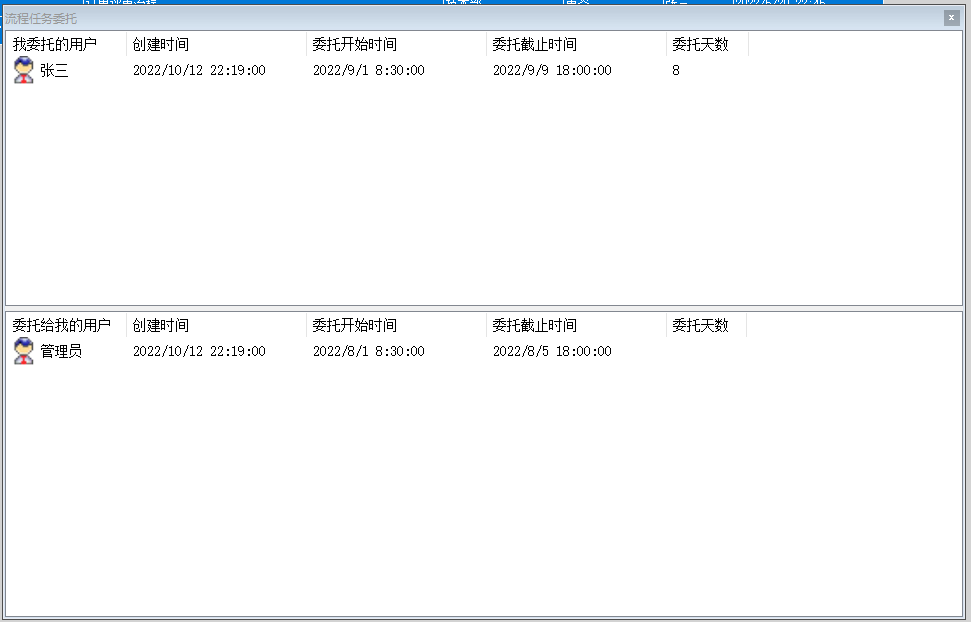 流程任务委托
我委托的用户 创建时间 委托开始时间 委托截止时间 委托天数
张三 2022/10/12 22:19:00 2022/9/1 8:30:00 2022/9/9 18:00:00 8
委托给我的用户 创建时间 委托开始时间 委托截止时间 委托天数
管理员 2022/10/12 22:19:00 2022/8/1 8:30:00 2022/8/5 18:00:00